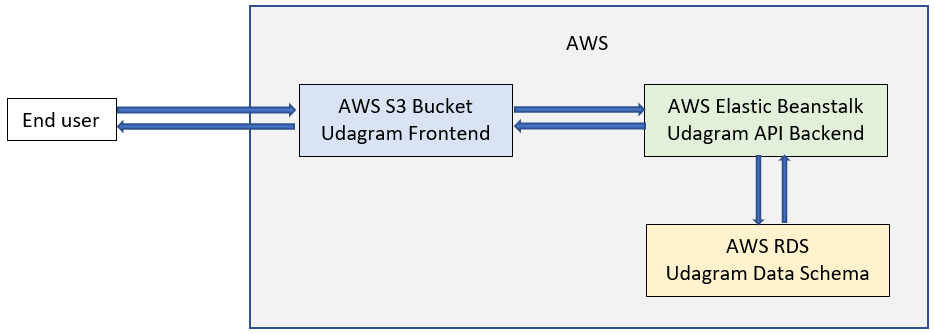 AWS
End user
AWS S3 Bucket
Udagram Frontend
AWS Elastic Beanstalk
Udagram API Backend
AWS RDS
Udagram Data Schema